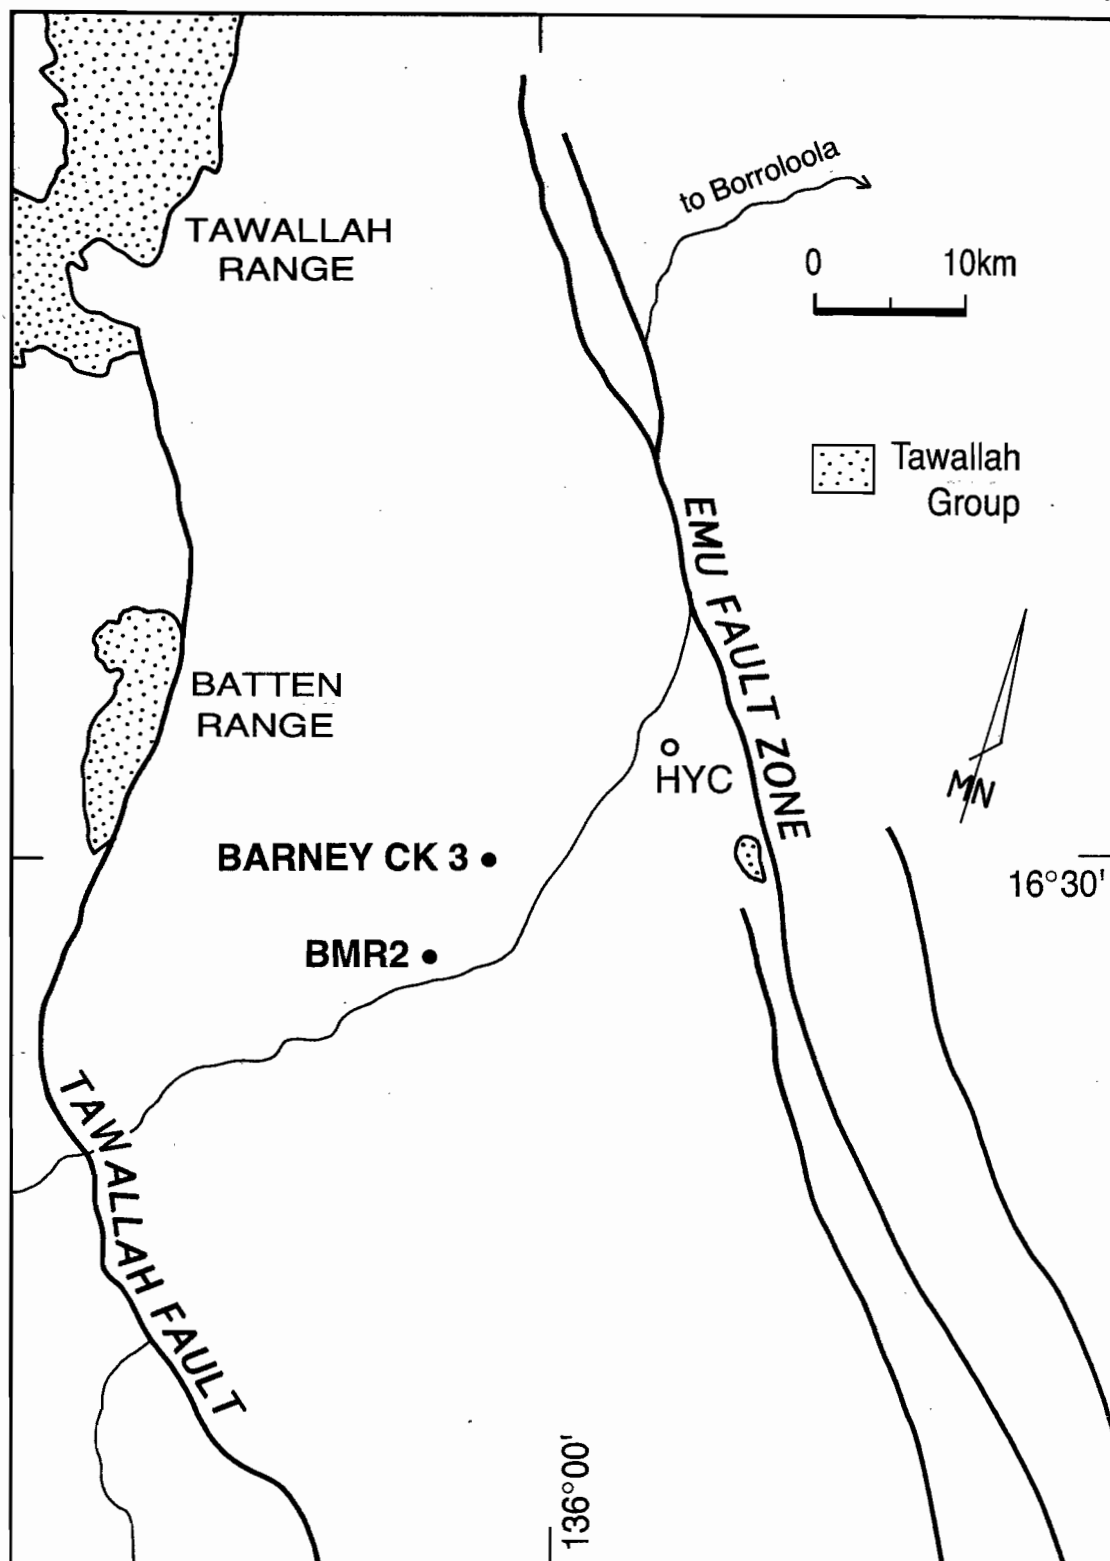 to Borroloola
TAWALLAH
RANGE
0 10km
Tawallah
Group
EMU FAULT ZONE
BATTEN
RANGE
HYC
MN
BARNEY CK 3
16°30'
BMR2
TAWALLAH FAULT
136°00'